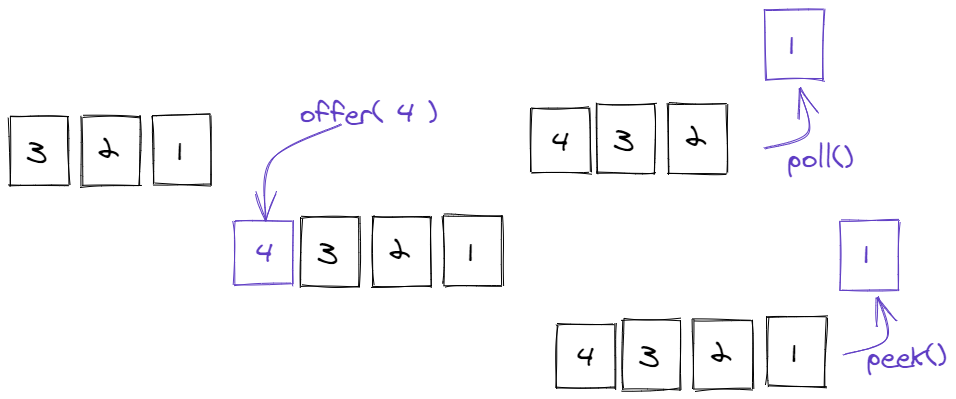 1
offer( 4 )
3 2 1
4 3 2
poll()
4 3 2 1
1
4 3 2 1
peek()